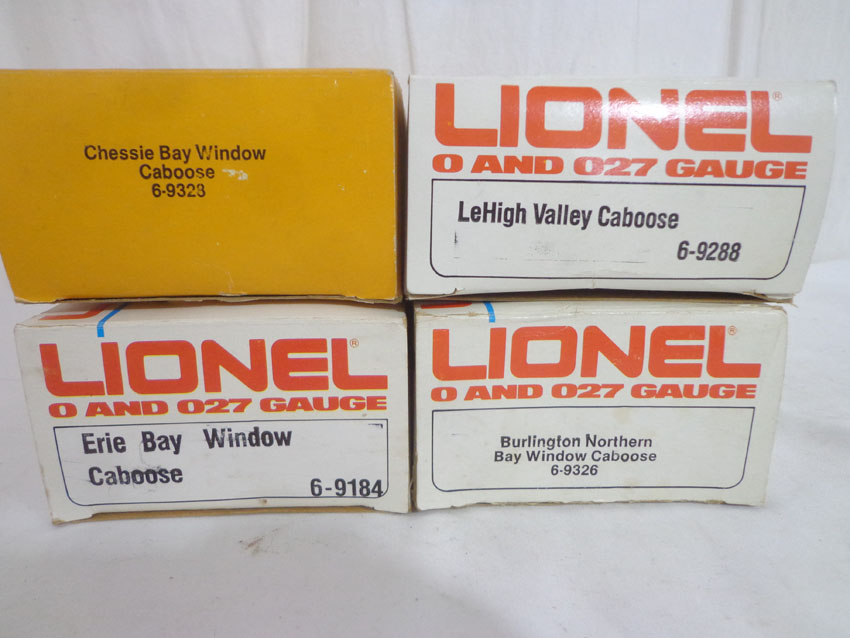 Chessie Bay Window
Caboose
6-9328
LIONEL®
O AND O27 GAUGE
LeHigh Valley Caboose
6-9288
LIONEL®
O AND O27 GAUGE
Erie Bay Window
Caboose
6-9184
LIONEL®
O AND O27 GAUGE
Burlington Northern
Bay Window Caboose
6-9326